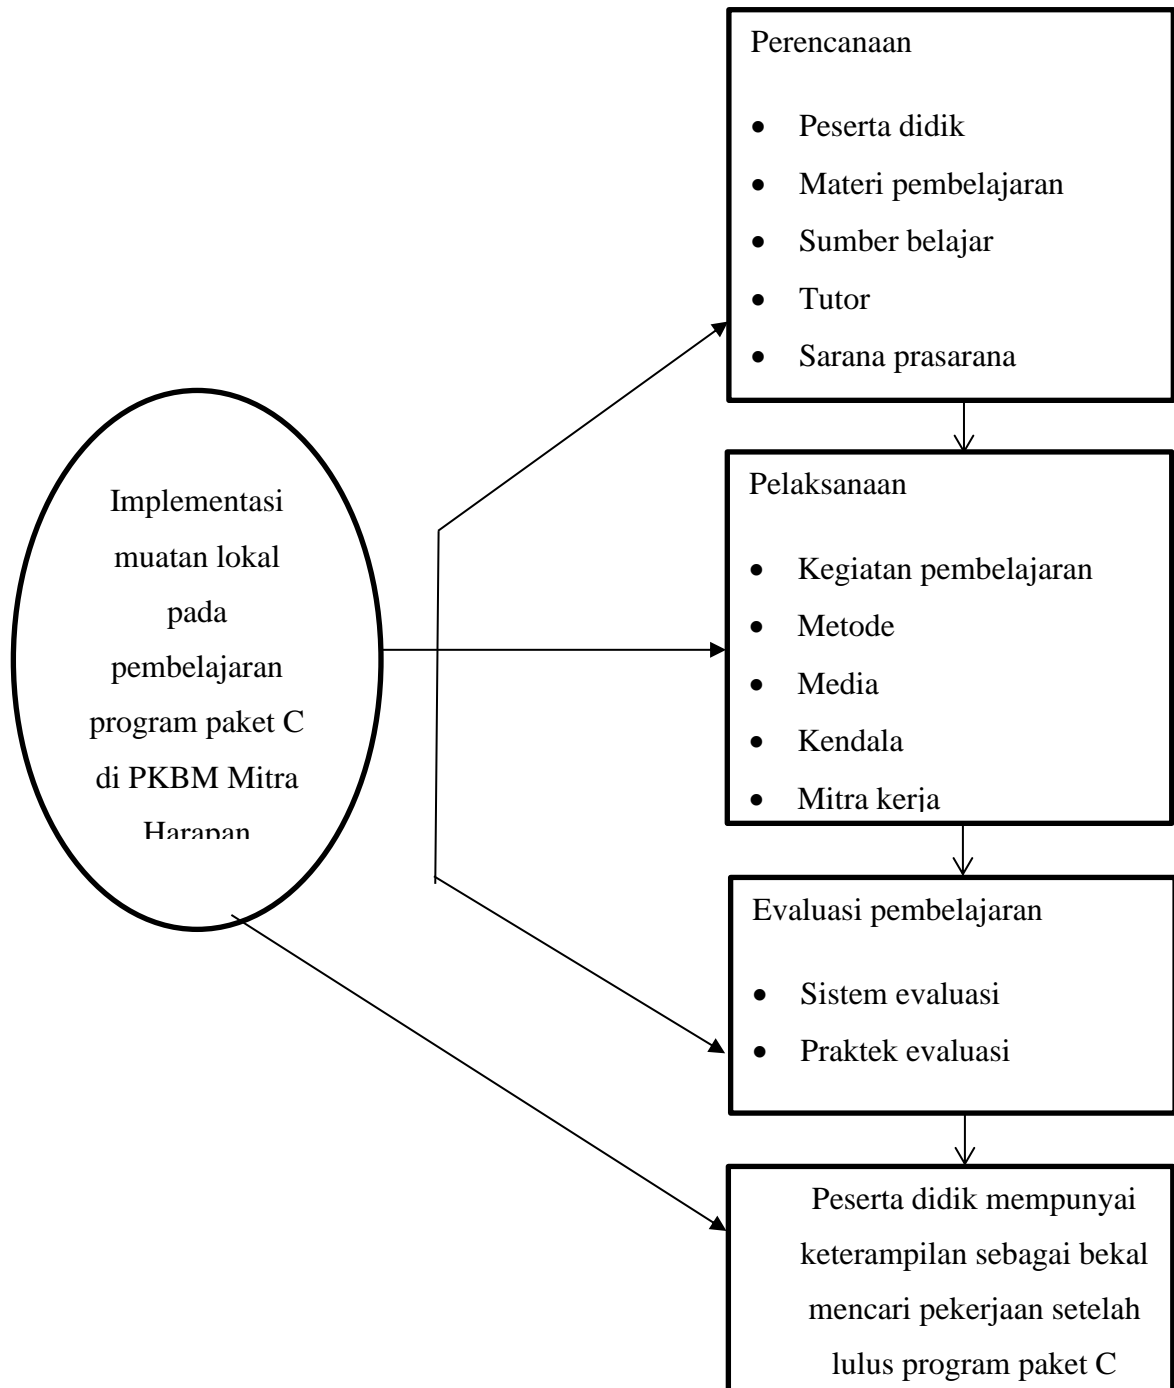 Perencanaan
• Peserta didik
• Materi pembelajaran
• Sumber belajar
• Tutor
• Sarana prasarana
Implementasi
muatan lokal
pada
pembelajaran
program paket C
di PKBM Mitra
Harapan
Pelaksanaan
• Kegiatan pembelajaran
• Metode
• Media
• Kendala
• Mitra kerja
Evaluasi pembelajaran
• Sistem evaluasi
• Praktek evaluasi
Peserta didik mempunyai
keterampilan sebagai bekal
mencari pekerjaan setelah
lulus program paket C